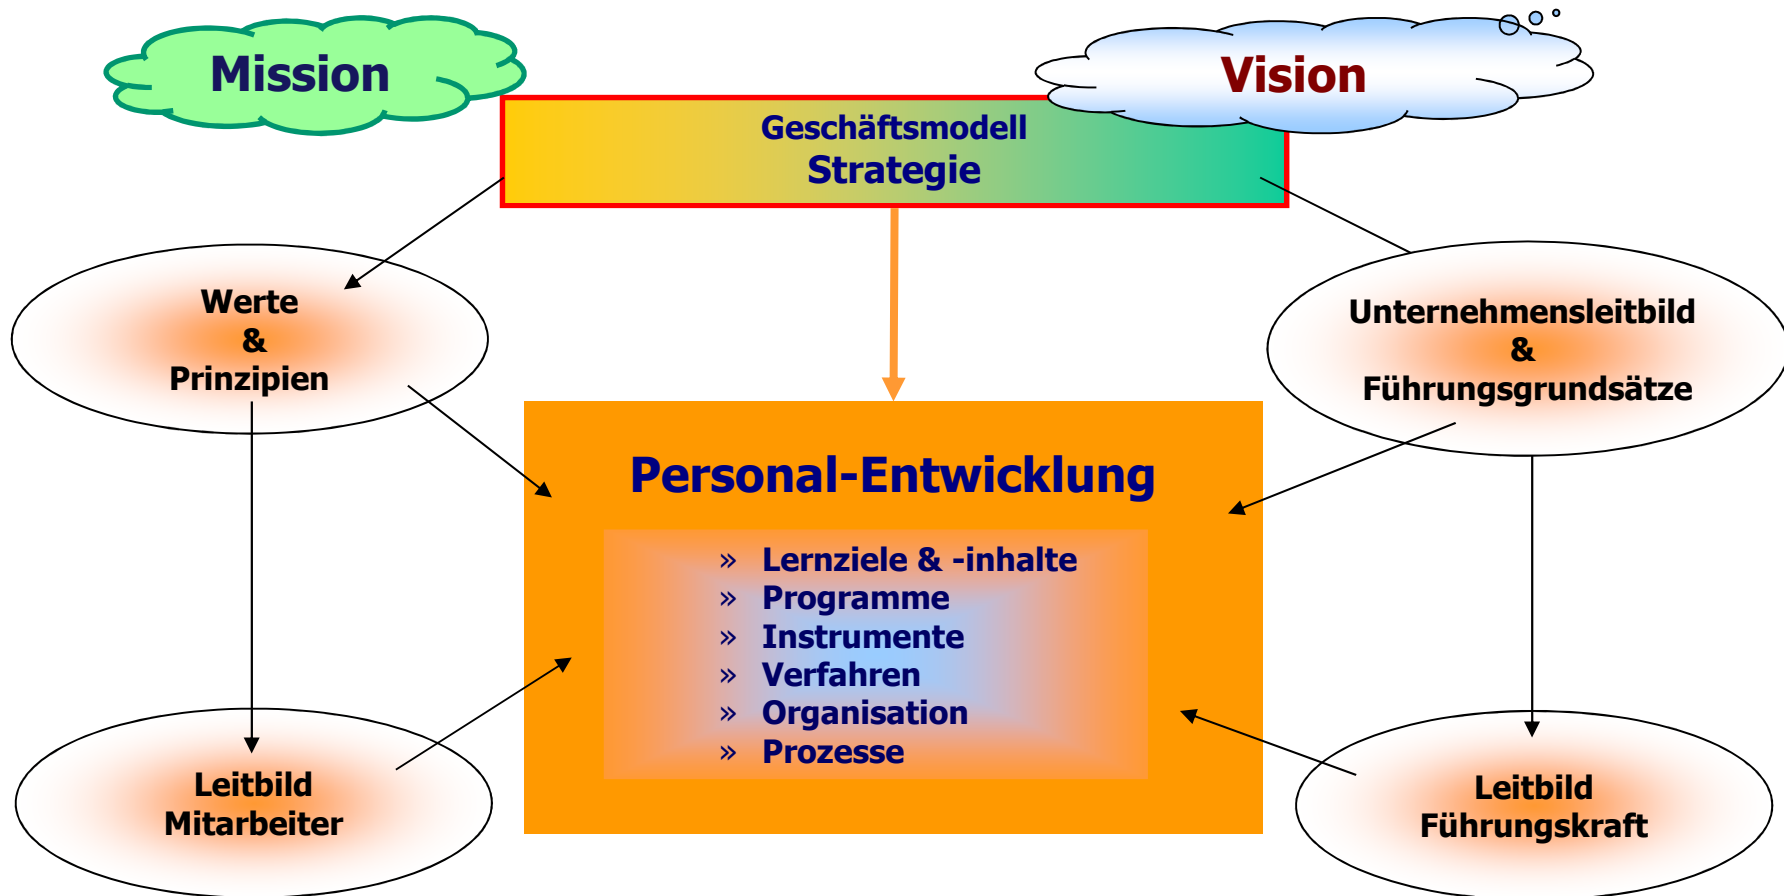 Mission
Vision
Geschäftsmodell
Strategie
Werte
&
Prinzipien
Unternehmensleitbild
&
Führungsgrundsätze
Personal-Entwicklung
» Lernziele & -inhalte
» Programme
» Instrumente
» Verfahren
» Organisation
» Prozesse
Leitbild
Mitarbeiter
Leitbild
Führungskraft